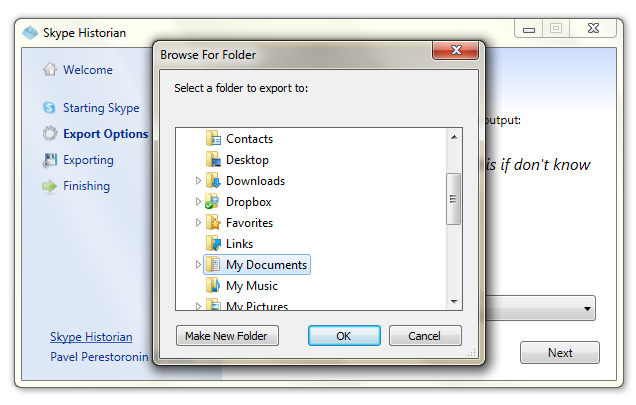 Skype Historian
Browse For Folder
Welcome
Starting Skype
Export Options
Exporting
Finishing
Select a folder to export to:
Contacts
Desktop
Downloads
Dropbox
Favorites
Links
My Documents
My Music
My Pictures
Make New Folder
OK
Cancel
output:
is if don't know
Skype Historian
Pavel Perestoronin
Next